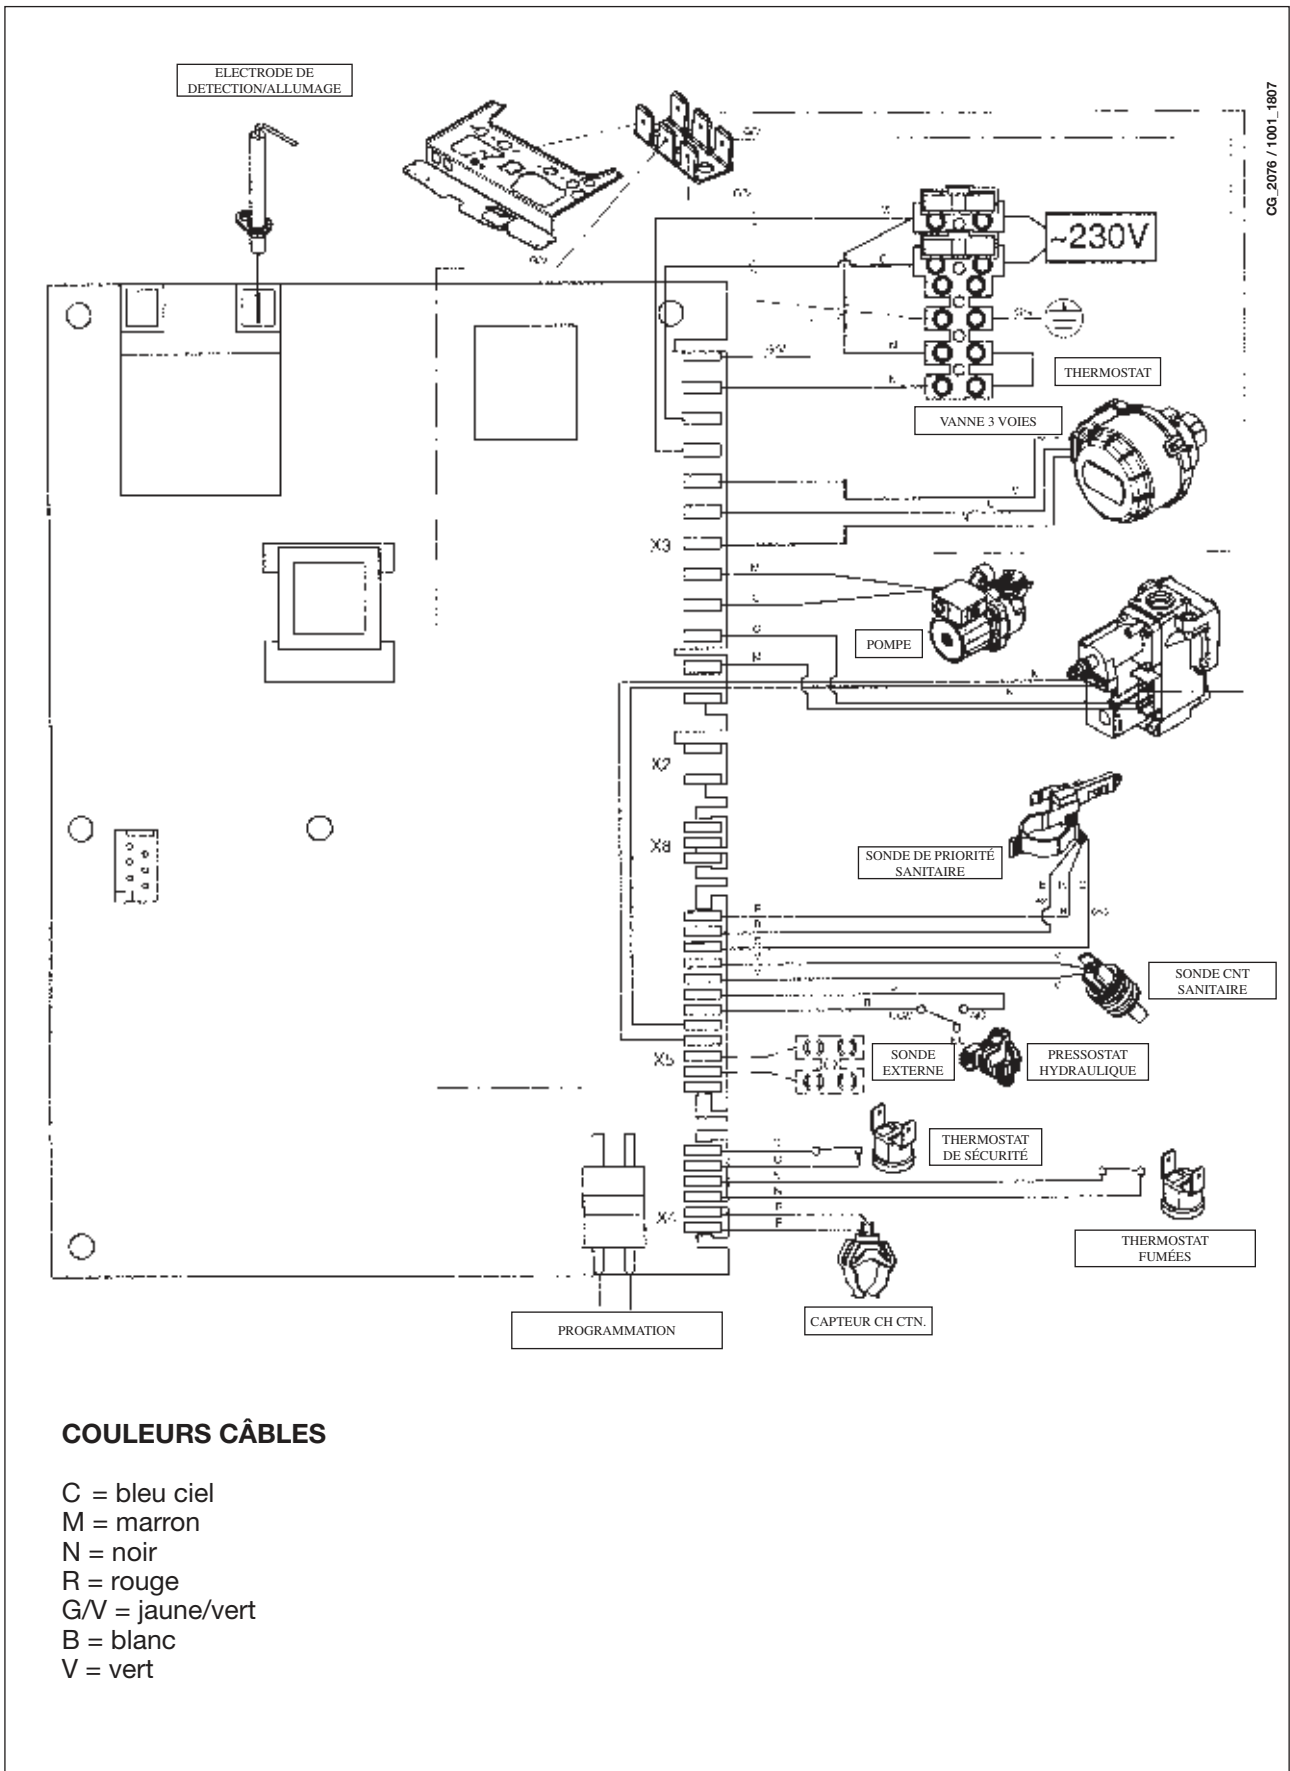 ELECTRODE DE
DETECTION/ALLUMAGE
CG_2076 / 1001_1807
~230V
THERMOSTAT
VANNE 3 VOIES
X3
POMPE
X2
SONDE DE PRIORITÉ
SANITAIRE
SONDE CNT
SANITAIRE
SONDE
EXTERNE
PRESSOSTAT
HYDRAULIQUE
X5
THERMOSTAT
DE SÉCURITÉ
X4
THERMOSTAT
FUMÉES
CAPTEUR CH CTN.
PROGRAMMATION
COULEURS CÂBLES
C = bleu ciel
M = marron
N = noir
R = rouge
G/V = jaune/vert
B = blanc
V = vert